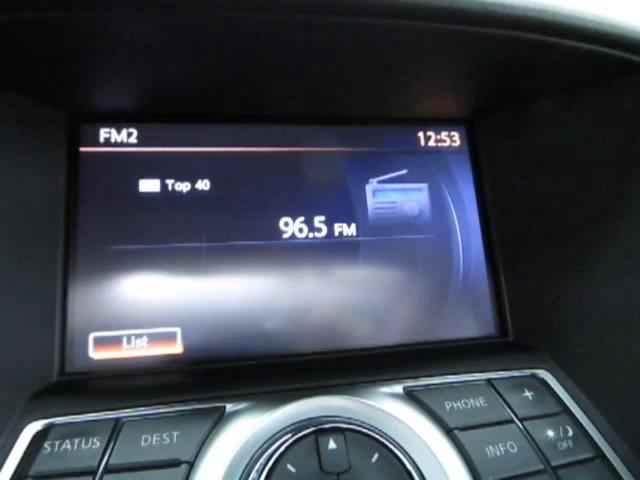 FM2 12:53
Top 40
96.5 FM
List
STATUS DEST PHONE +
INFO OFF